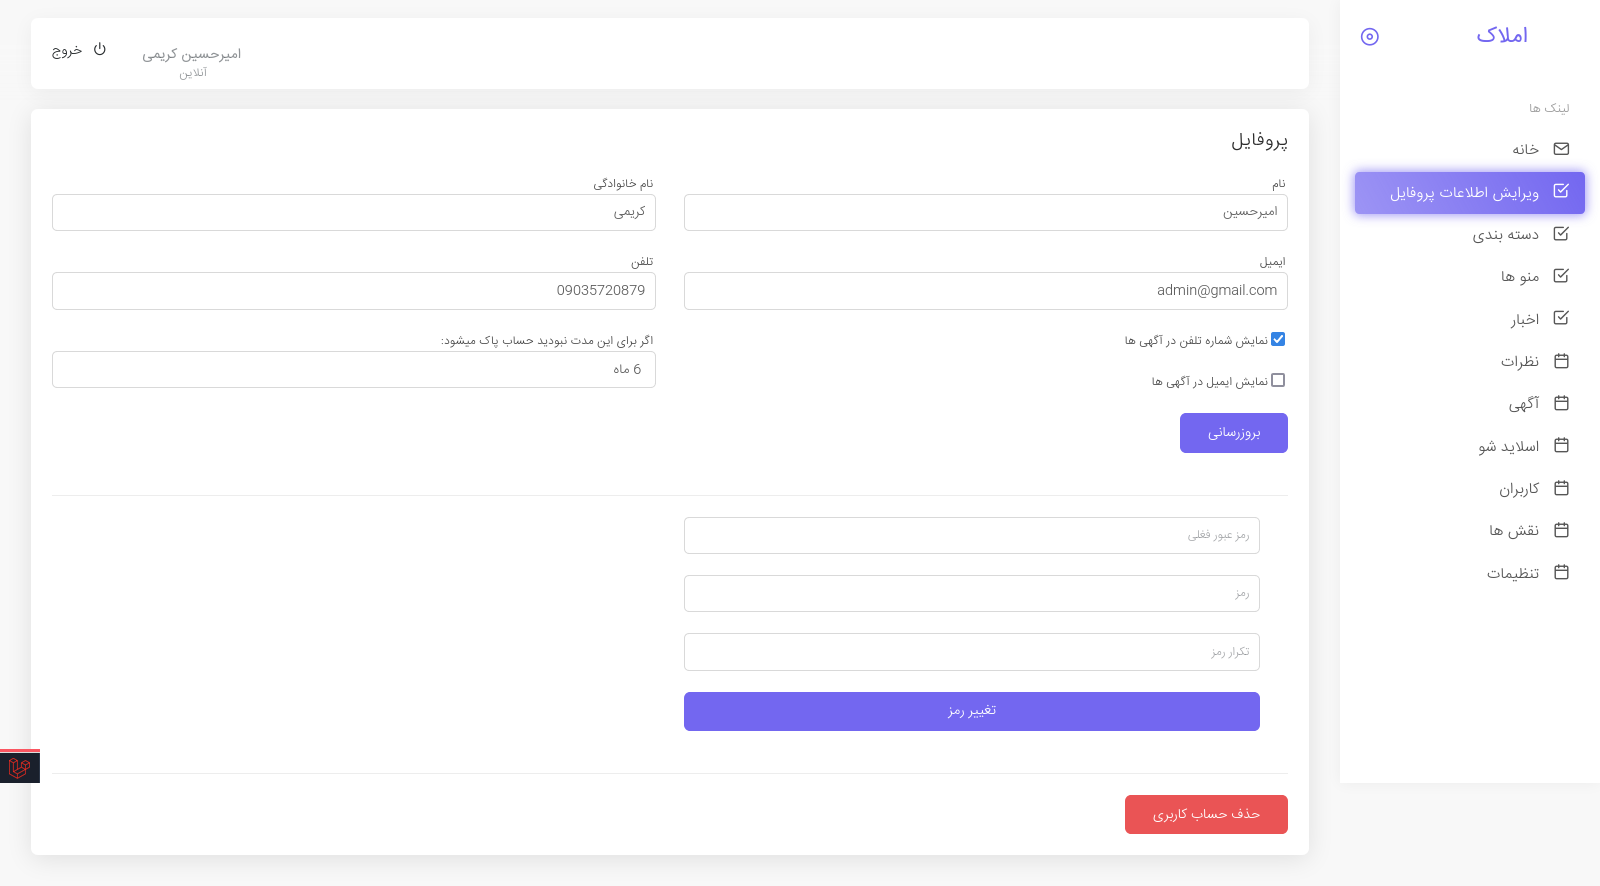 املاک
لینک ها
خانه
ویرایش اطلاعات پروفایل
دسته بندی
منو ها
اخبار
نظرات
آگهی
اسلاید شو
کاربران
نقش ها
تنظیمات
امیرحسین کریمی
آنلاین
خروج
پروفایل
نام
امیرحسین
نام خانوادگی
کریمی
ایمیل
admin@gmail.com
تلفن
09035720879
نمایش شماره تلفن در آگهی ها
نمایش ایمیل در آگهی ها
اگر برای این مدت نبودید حساب پاک میشود:
6 ماه
بروزرسانی
رمز عبور فغلی
رمز
تکرار رمز
تغییر رمز
حذف حساب کاربری